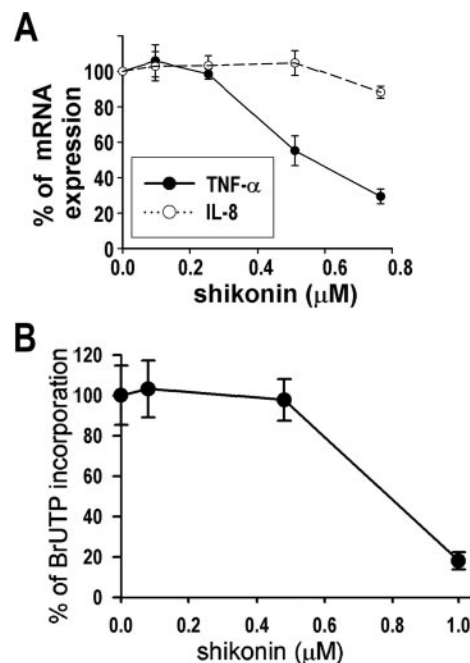 A
% of mRNA
expression
100
80
60
40
20
0
TNF-α
IL-8
0.0 0.2 0.4 0.6 0.8
shikonin (μM)
B
% of BrUTP incorporation
120
100
80
60
40
20
0
0.0 0.2 0.4 0.6 0.8 1.0
shikonin (μM)